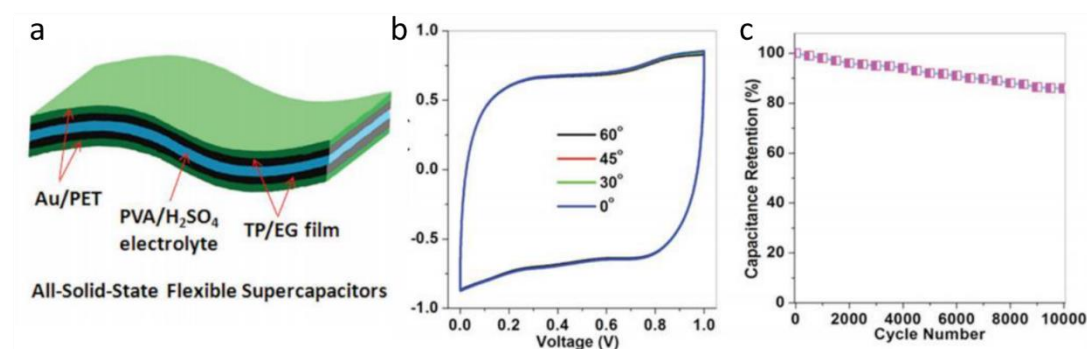 a
Au/PET
PVA/H₂SO₄
electrolyte
TP/EG film
All-Solid-State Flexible Supercapacitors
b
0.5
0.0
-0.5
-1.0
60°
45°
30°
0°
0.0 0.2 0.4 0.6 0.8 1.0
Voltage (V)
c
Capacitance Retention (%)
100
80
60
40
20
0
0 2000 4000 6000 8000 10000
Cycle Number